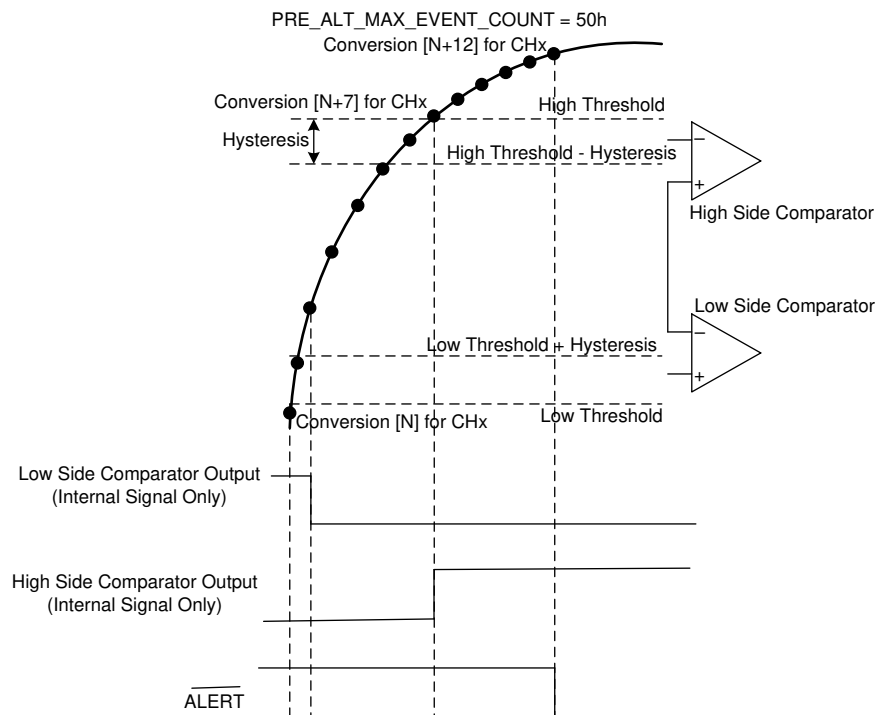 PRE_ALT_MAX_EVENT_COUNT = 50h
Conversion [N+12] for CHx
Conversion [N+7] for CHx
High Threshold
Hysteresis
High Threshold - Hysteresis
−
+
High Side Comparator
Low Side Comparator
−
Low Threshold + Hysteresis
+
Low Threshold
Conversion [N] for CHx
Low Side Comparator Output
(Internal Signal Only)
High Side Comparator Output
(Internal Signal Only)
ALERT